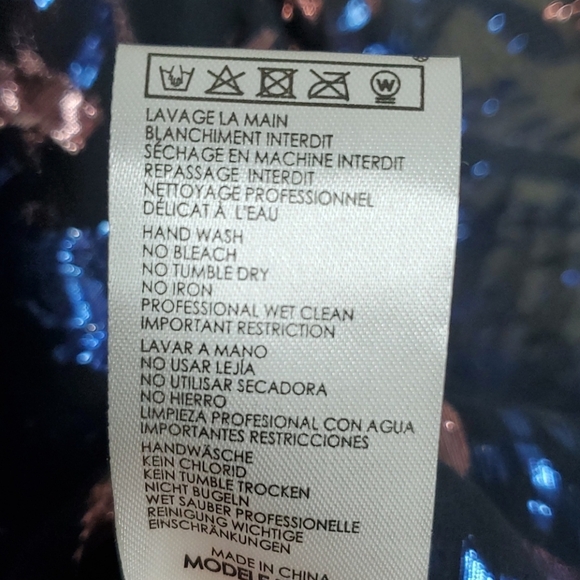 W
LAVAGE LA MAIN
BLANCHIMENT INTERDIT
SÉCHAGE EN MACHINE INTERDIT
REPASSAGE INTERDIT
NETTOYAGE PROFESSIONNEL
DÉLICAT À L'EAU
HAND WASH
NO BLEACH
NO TUMBLE DRY
NO IRON
PROFESSIONAL WET CLEAN
IMPORTANT RESTRICTION
LAVAR A MANO
NO USAR LEJÍA
NO UTILISAR SECADORA
NO HIERRO
LIMPIEZA PROFESIONAL CON AGUA
IMPORTANTES RESTRICCIONES
HANDWÄSCHE
KEIN CHLORID
KEIN TUMBLE TROCKEN
NICHT BUGELN
WET SAUBER PROFESSIONELLE
REINIGUNG WICHTIGE
EINSCHRÄNKUNGEN
MADE IN CHINA